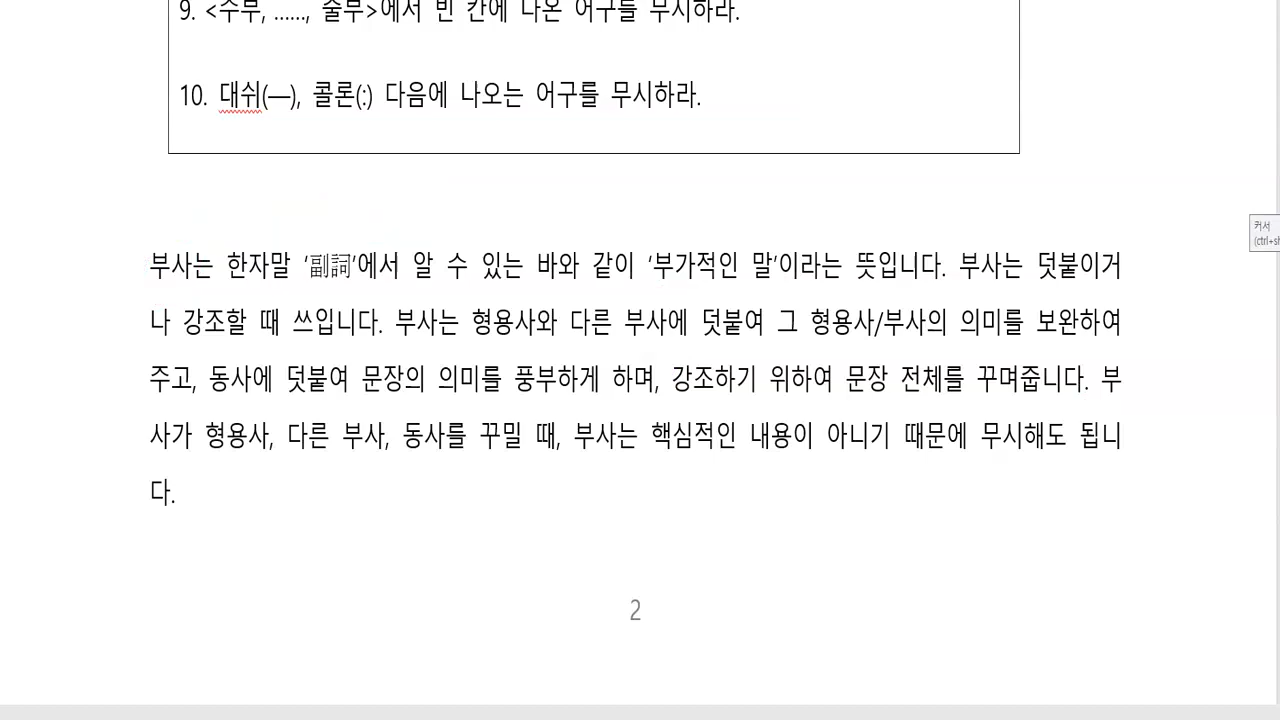 9. <주부, ……, 술부>에서 빈 칸에 나온 어구를 무시하라.
10. 대쉬(―), 콜론(:) 다음에 나오는 어구를 무시하라.
커서
(ctrl+sh
부사는 한자말 ‘副詞’에서 알 수 있는 바와 같이 ‘부가적인 말’이라는 뜻입니다. 부사는 덧붙이거
나 강조할 때 쓰입니다. 부사는 형용사와 다른 부사에 덧붙여 그 형용사/부사의 의미를 보완하여
주고, 동사에 덧붙여 문장의 의미를 풍부하게 하며, 강조하기 위하여 문장 전체를 꾸며줍니다. 부
사가 형용사, 다른 부사, 동사를 꾸밀 때, 부사는 핵심적인 내용이 아니기 때문에 무시해도 됩니
다.
2